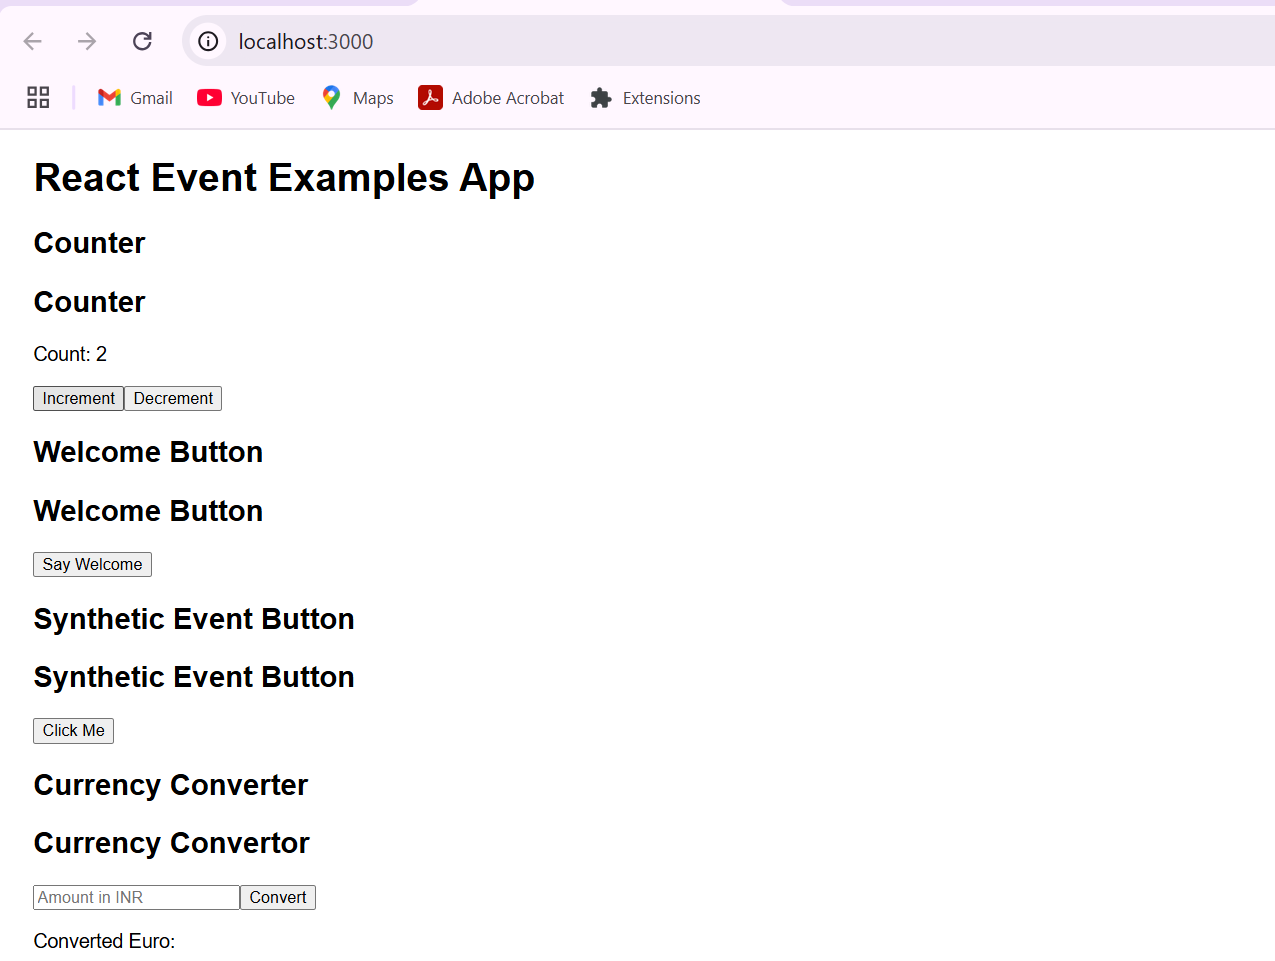 localhost:3000
Gmail YouTube Maps Adobe Acrobat Extensions
React Event Examples App
Counter
Counter
Count: 2
Increment Decrement
Welcome Button
Welcome Button
Say Welcome
Synthetic Event Button
Synthetic Event Button
Click Me
Currency Converter
Currency Convertor
Amount in INR Convert
Converted Euro: